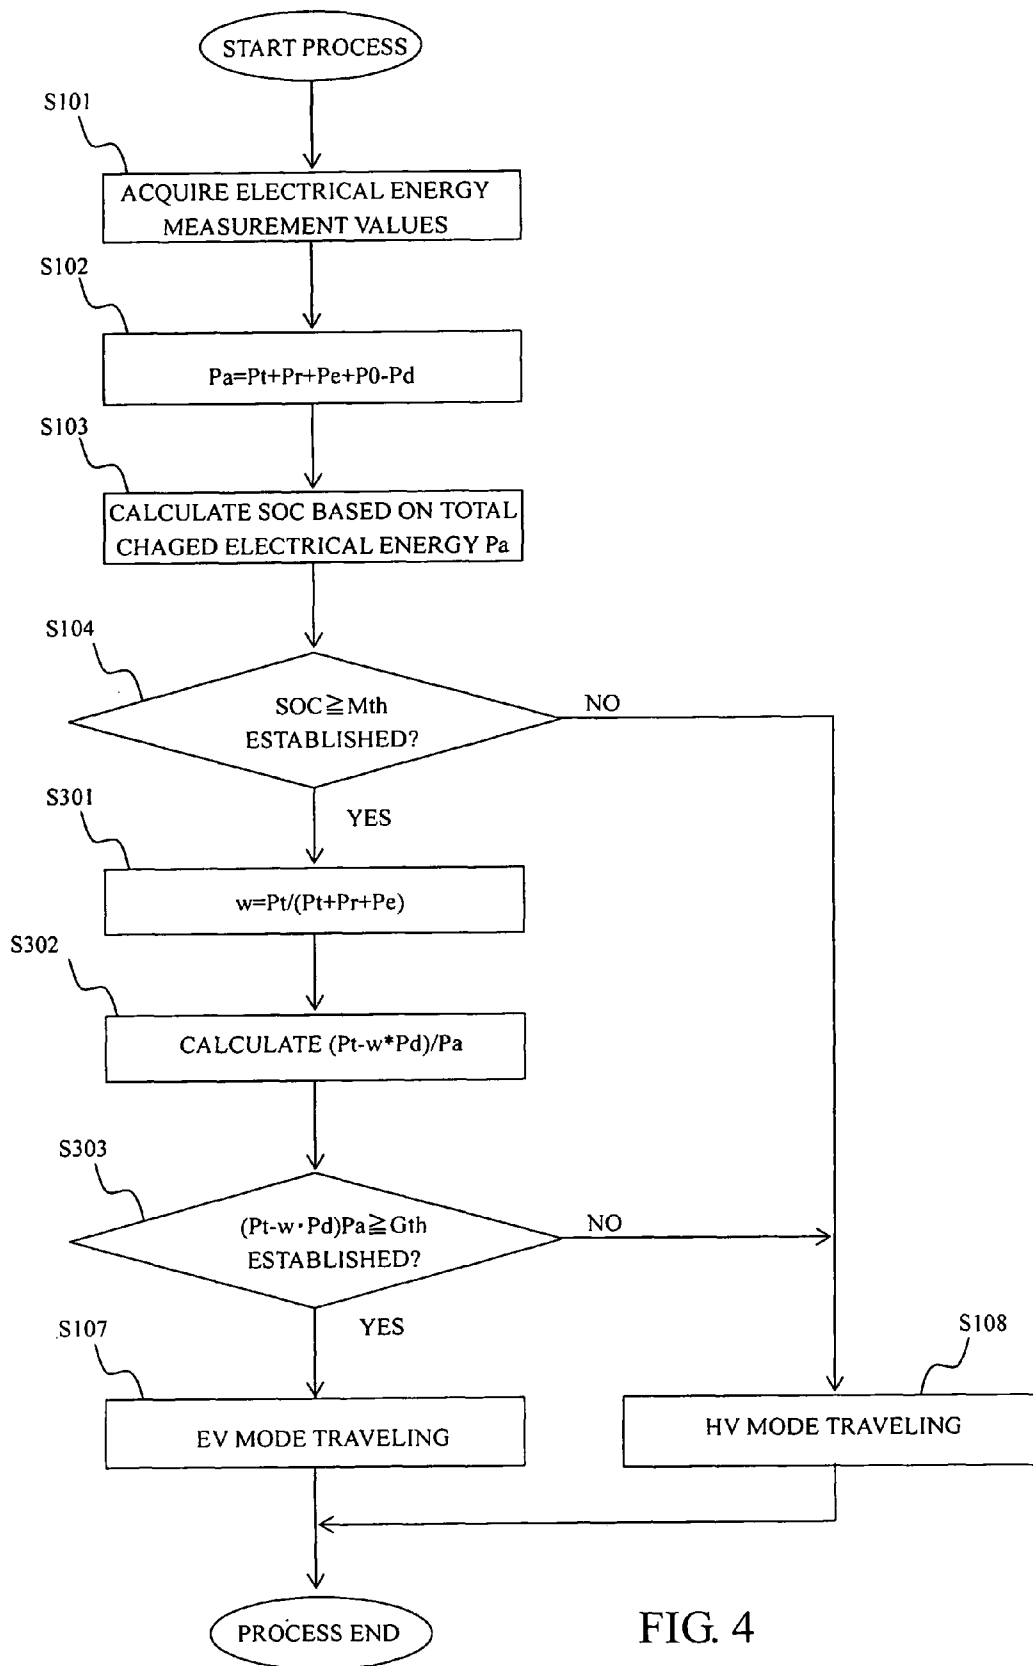 START PROCESS
S101
ACQUIRE ELECTRICAL ENERGY
MEASUREMENT VALUES
S102
Pa=Pt+Pr+Pe+P0-Pd
S103
CALCULATE SOC BASED ON TOTAL
CHAGED ELECTRICAL ENERGY Pa
S104
SOC≧Mth
ESTABLISHED?
NO
YES
S301
w=Pt/(Pt+Pr+Pe)
S302
CALCULATE (Pt-w*Pd)/Pa
S303
(Pt-w·Pd)Pa≧Gth
ESTABLISHED?
NO
YES
S107
EV MODE TRAVELING
S108
HV MODE TRAVELING
PROCESS END
FIG. 4